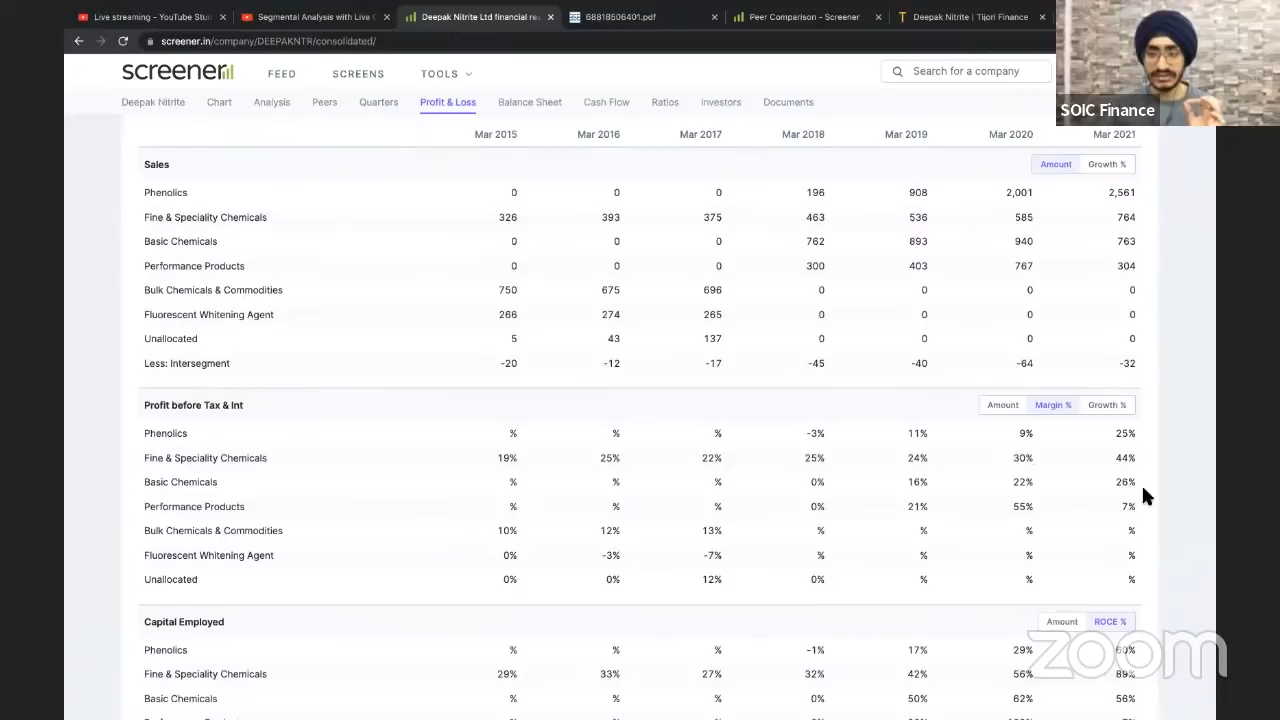 Live streaming - YouTube Stu
Segmental Analysis with Live C
Deepak Nitrite Ltd financial res
68818506401.pdf
Peer Comparison - Screener
Deepak Nitrite | Tijori Finance
screener.in/company/DEEPAKNTR/consolidated/
screener FEED SCREENS TOOLS Search for a company
SOIC Finance
Deepak Nitrite Chart Analysis Peers Quarters Profit & Loss Balance Sheet Cash Flow Ratios Investors Documents
Mar 2015 Mar 2016 Mar 2017 Mar 2018 Mar 2019 Mar 2020 Mar 2021
Sales Amount Growth %
Phenolics 0 0 0 196 908 2,001 2,561
Fine & Speciality Chemicals 326 393 375 463 536 585 764
Basic Chemicals 0 0 0 762 893 940 763
Performance Products 0 0 0 300 403 767 304
Bulk Chemicals & Commodities 750 675 696 0 0 0 0
Fluorescent Whitening Agent 266 274 265 0 0 0 0
Unallocated 5 43 137 0 0 0 0
Less: Intersegment -20 -12 -17 -45 -40 -64 -32
Profit before Tax & Int Amount Margin % Growth %
Phenolics % % % -3% 11% 9% 25%
Fine & Speciality Chemicals 19% 25% 22% 25% 24% 30% 44%
Basic Chemicals % % % 0% 16% 22% 26%
Performance Products % % % 0% 21% 55% 7%
Bulk Chemicals & Commodities 10% 12% 13% % % % %
Fluorescent Whitening Agent 0% -3% -7% % % % %
Unallocated 0% 0% 12% 0% % % %
Capital Employed Amount ROCE %
Phenolics % % % -1% 17% 29% 60%
Fine & Speciality Chemicals 29% 33% 27% 32% 42% 56% 89%
Basic Chemicals % % % 0% 50% 62% 56%
zoom